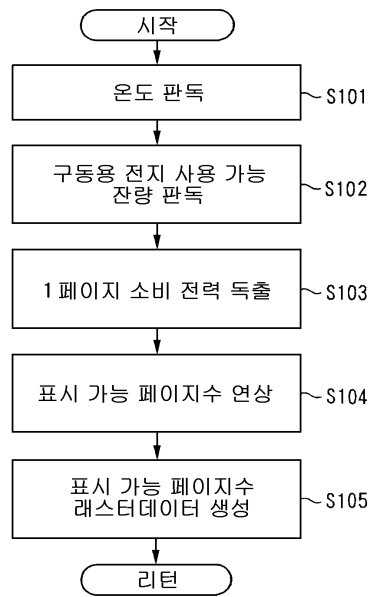 시작
온도 판독
S101
구동용 전지 사용 가능
잔량 판독
S102
1페이지 소비 전력 독출
S103
표시 가능 페이지수 연상
S104
표시 가능 페이지수
래스터데이터 생성
S105
리턴